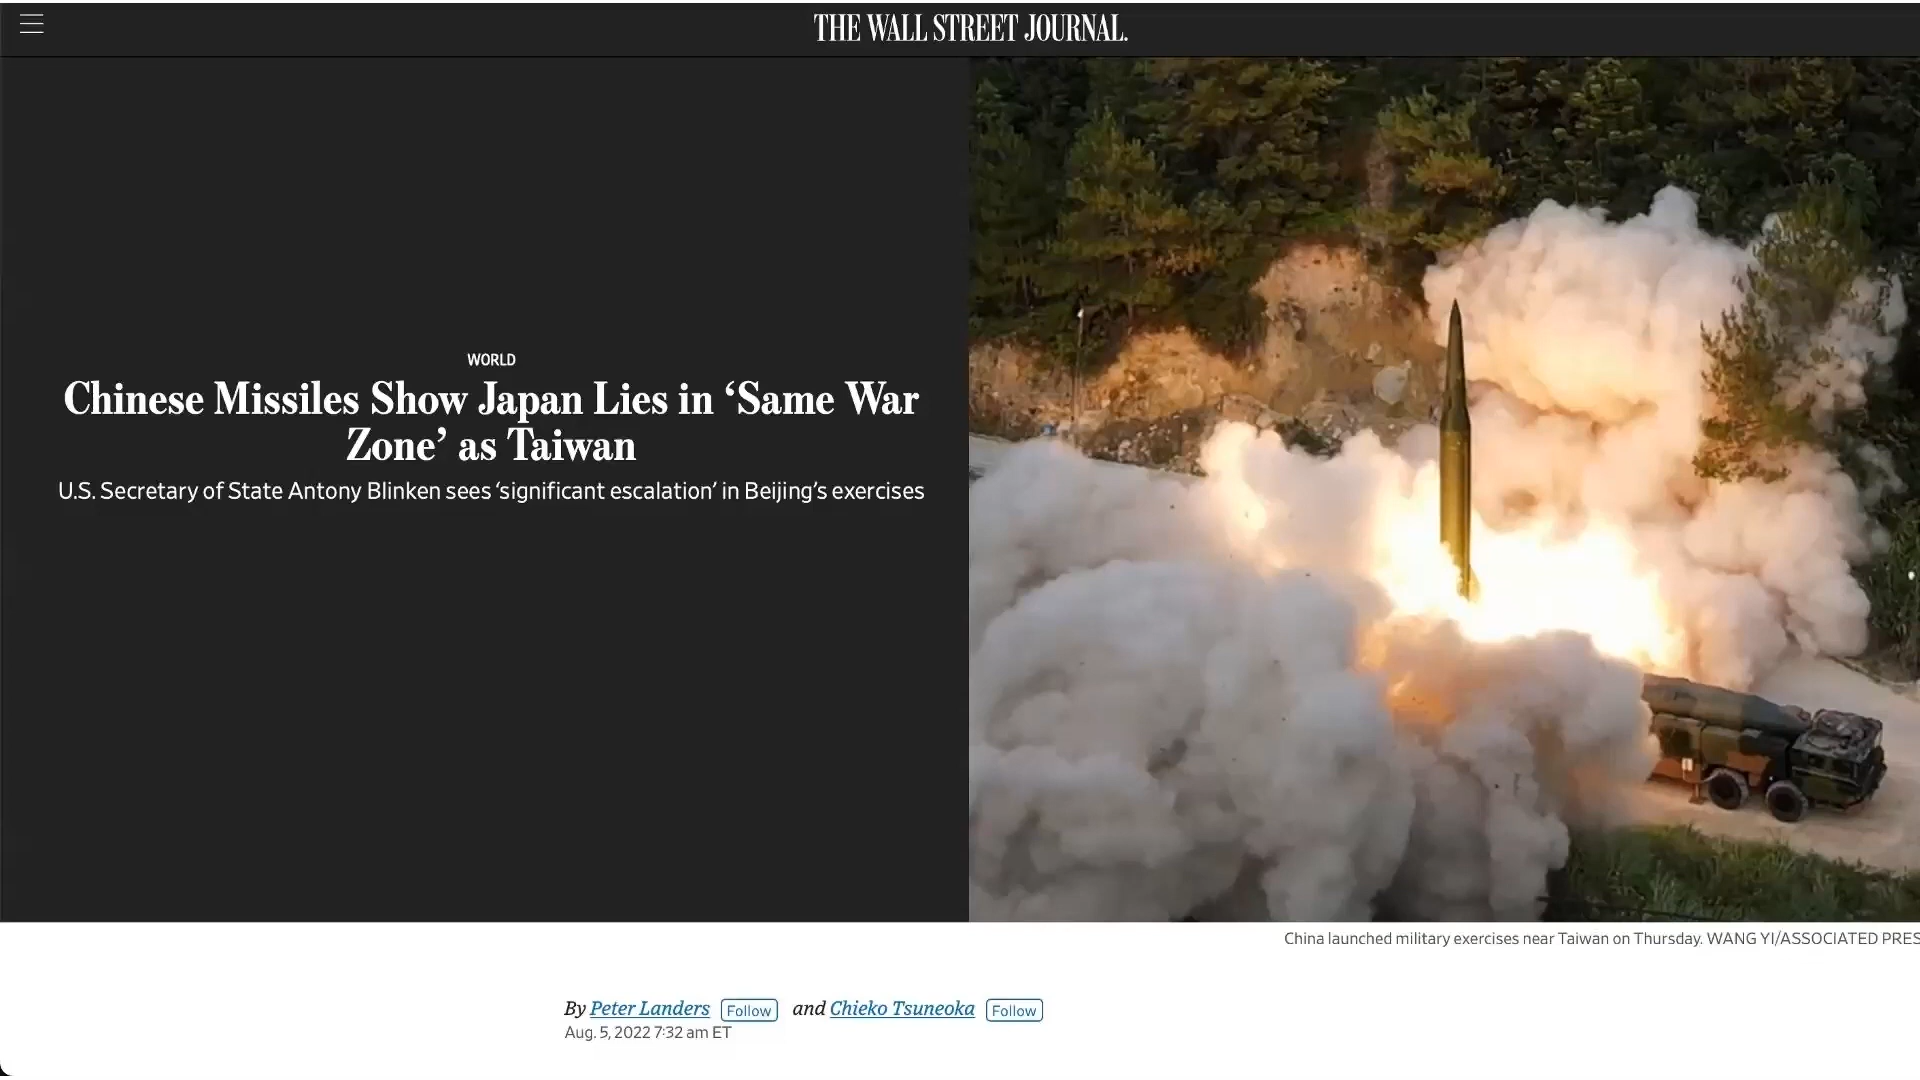 THE WALL STREET JOURNAL.
WORLD
Chinese Missiles Show Japan Lies in ‘Same War
Zone’ as Taiwan
U.S. Secretary of State Antony Blinken sees ‘significant escalation’ in Beijing’s exercises
China launched military exercises near Taiwan on Thursday. WANG YI/ASSOCIATED PRES
By Peter Landers Follow and Chieko Tsuneoka Follow
Aug. 5, 2022 7:32 am ET